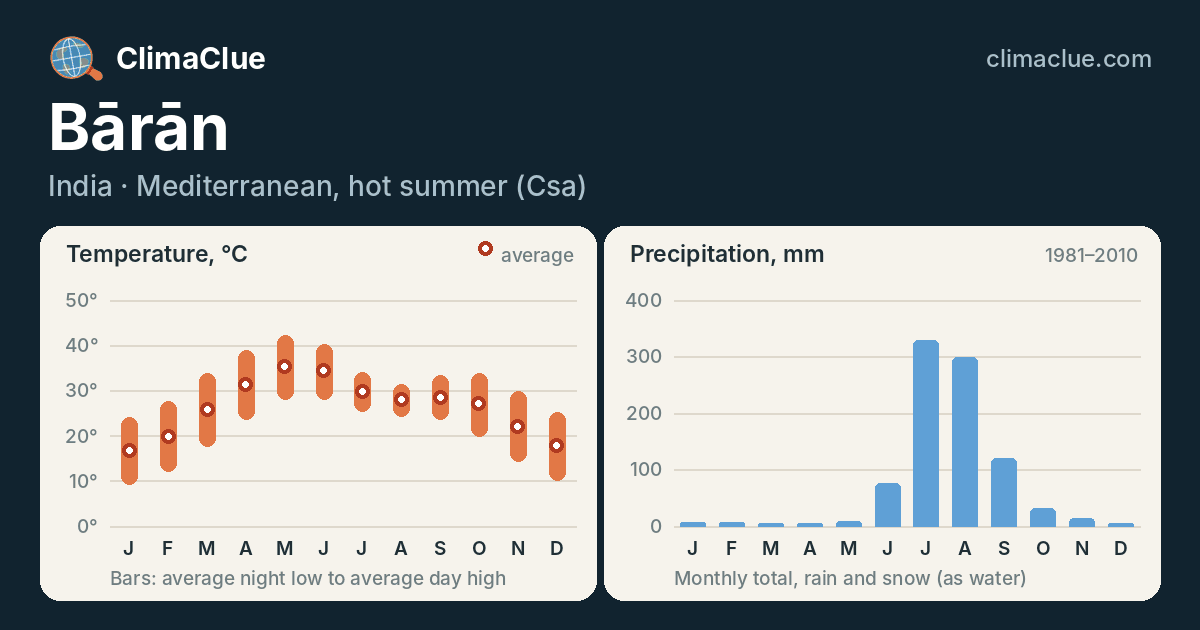 ClimaClue
climaclue.com
Bārān
India · Mediterranean, hot summer (Csa)
Temperature, °C
average
50°
40°
30°
20°
10°
0°
J F M A M J J A S O N D
Bars: average night low to average day high
Precipitation, mm
1981–2010
400
300
200
100
0
J F M A M J J A S O N D
Monthly total, rain and snow (as water)